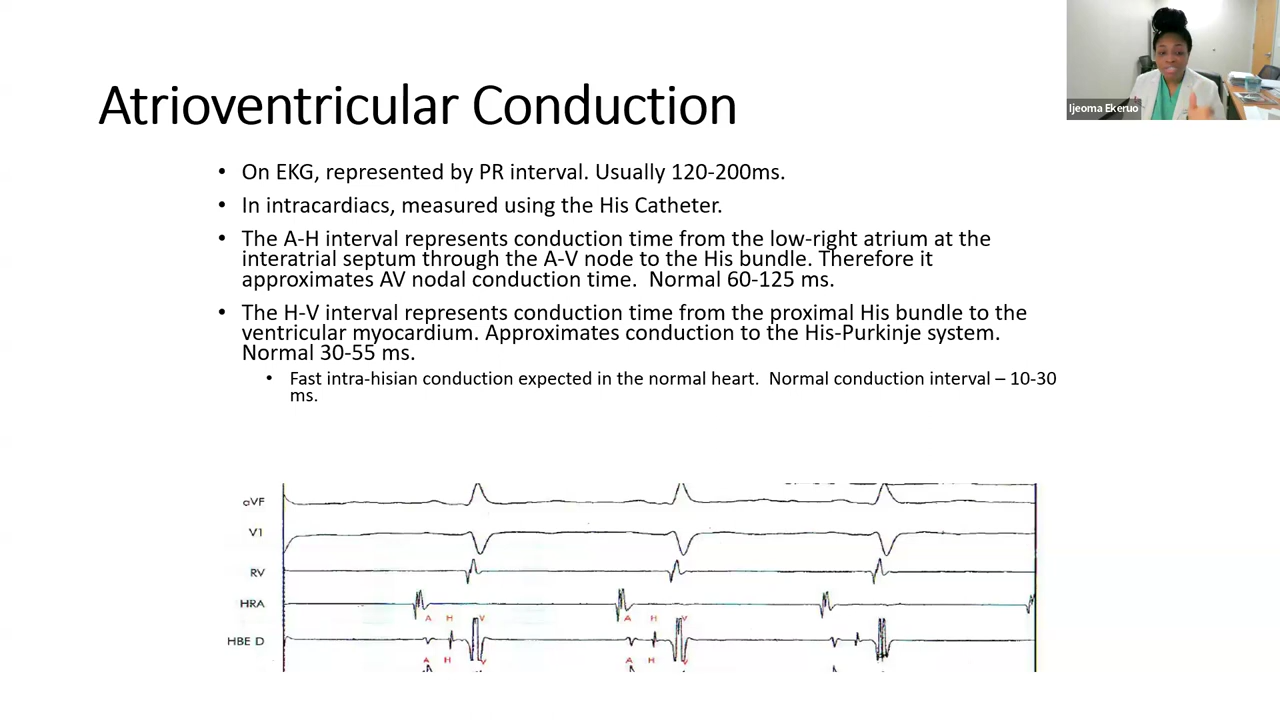 Atrioventricular Conduction
Ijeoma Ekeruo
• On EKG, represented by PR interval. Usually 120-200ms.
• In intracardiacs, measured using the His Catheter.
• The A-H interval represents conduction time from the low-right atrium at the
interatrial septum through the A-V node to the His bundle. Therefore it
approximates AV nodal conduction time.  Normal 60-125 ms.
• The H-V interval represents conduction time from the proximal His bundle to the
ventricular myocardium. Approximates conduction to the His-Purkinje system.
Normal 30-55 ms.
• Fast intra-hisian conduction expected in the normal heart.  Normal conduction interval – 10-30
ms.
aVF
V1
RV
HRA
A H V A H V
HBE D
A H V A H V